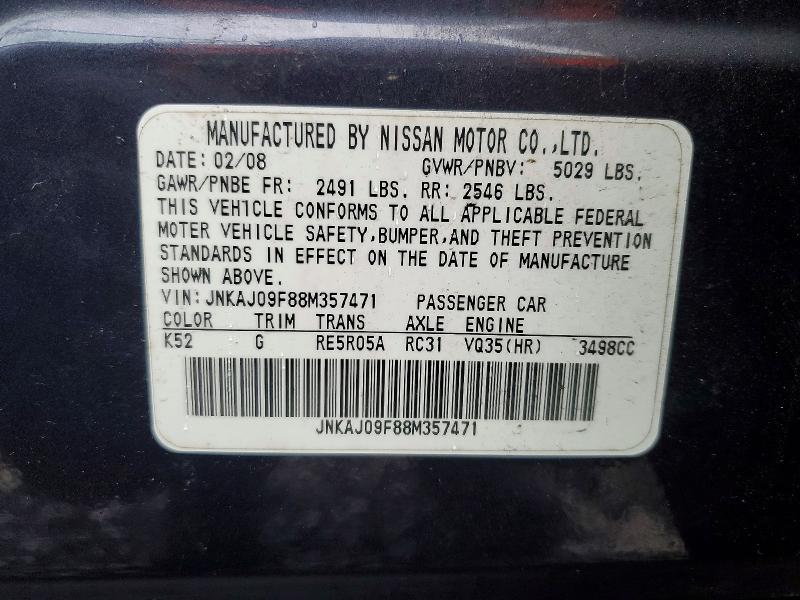 MANUFACTURED BY NISSAN MOTOR CO.,LTD.
DATE: 02/08 GVWR/PNBV: 5029 LBS.
GAWR/PNBE FR: 2491 LBS. RR: 2546 LBS.
THIS VEHICLE CONFORMS TO ALL APPLICABLE FEDERAL
MOTER VEHICLE SAFETY,BUMPER,AND THEFT PREVENTION
STANDARDS IN EFFECT ON THE DATE OF MANUFACTURE
SHOWN ABOVE.
VIN: JNKAJ09F88M357471 PASSENGER CAR
COLOR TRIM TRANS AXLE ENGINE
K52 G RE5R05A RC31 VQ35(HR) 3498CC
JNKAJ09F88M357471